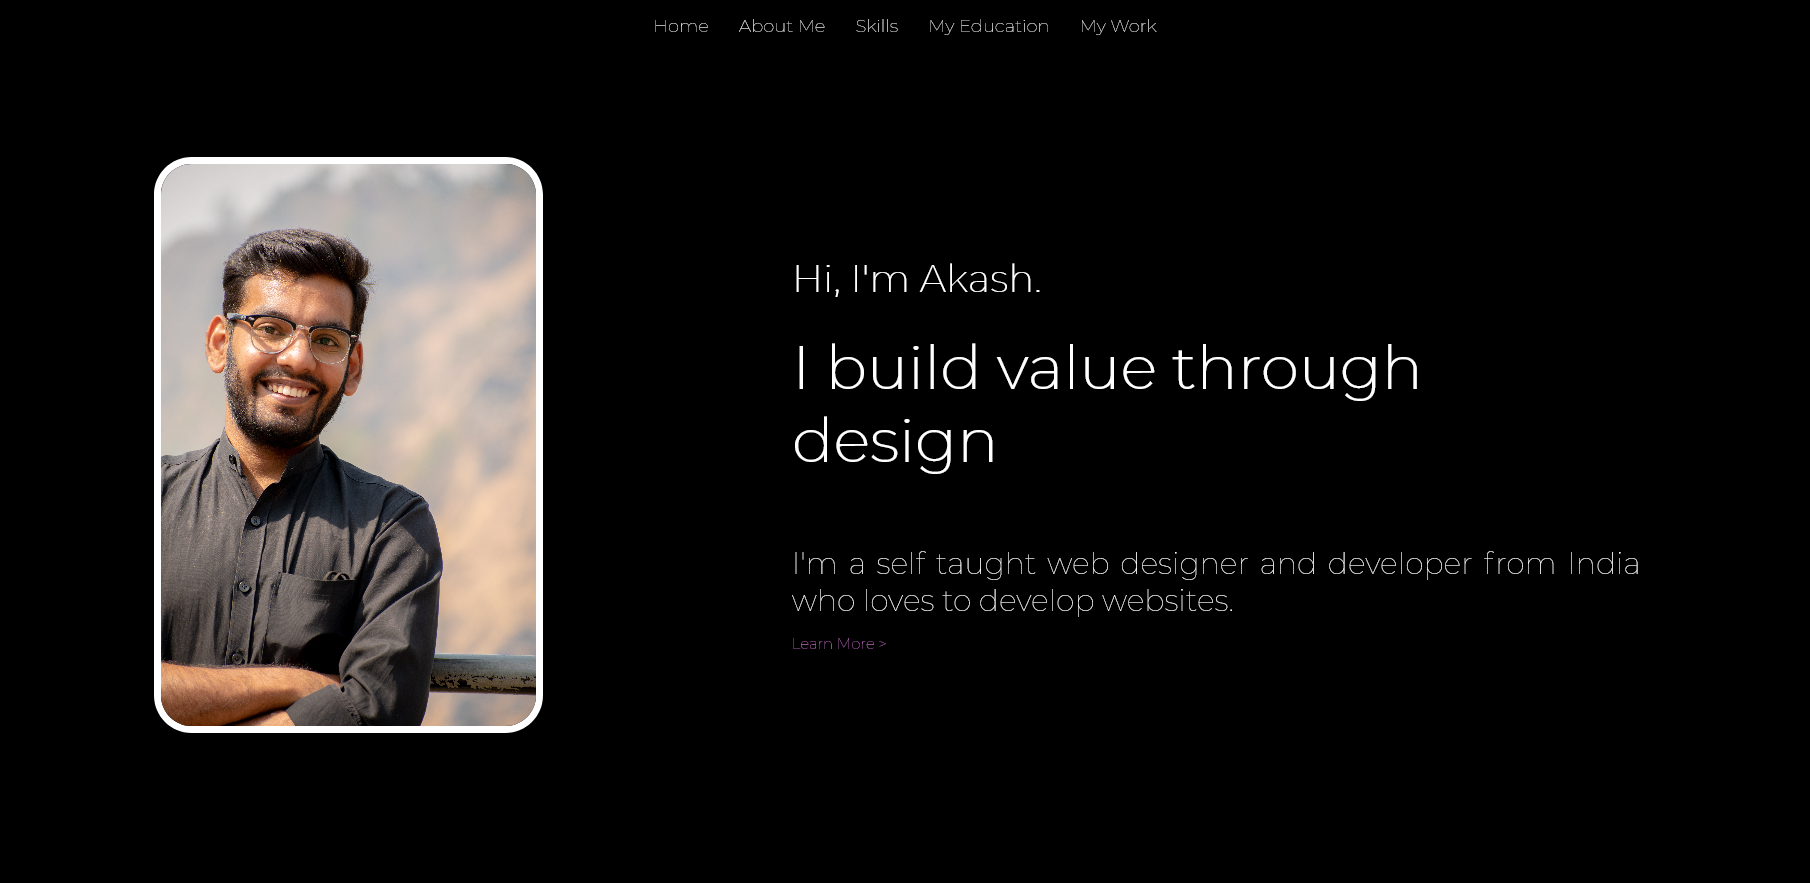 Home About Me Skills My Education My Work
Hi, I'm Akash.
I build value through
design
I'm a self taught web designer and developer from India
who loves to develop websites.
Learn More >